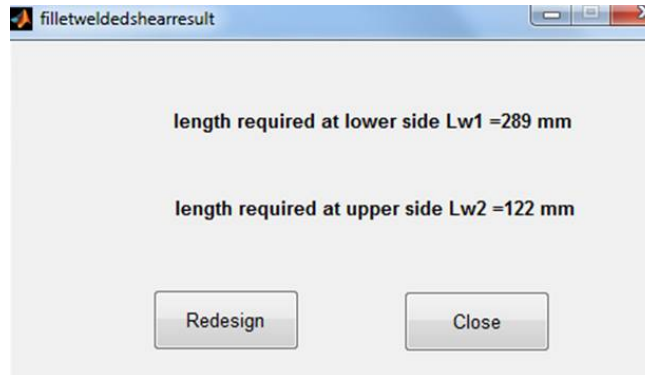 filletweldedshearresult
length required at lower side Lw1 =289 mm
length required at upper side Lw2 =122 mm
Redesign
Close